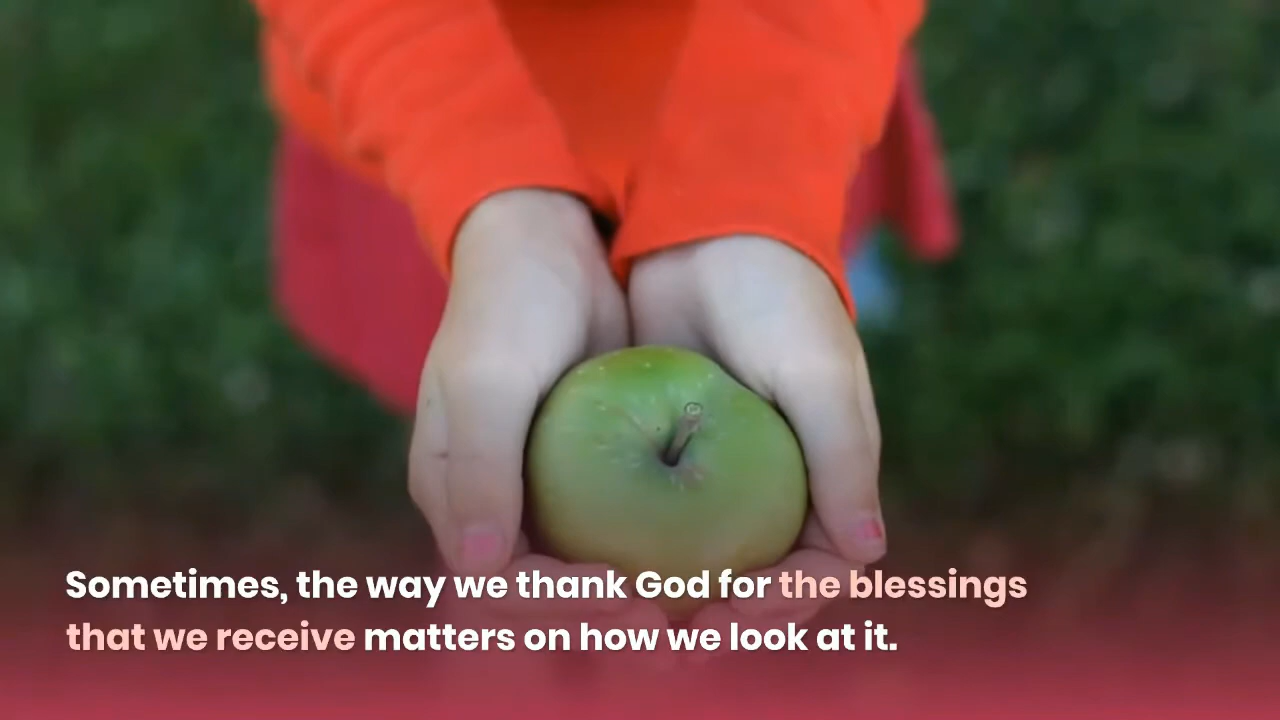 Sometimes, the way we thank God for the blessings
that we receive matters on how we look at it.